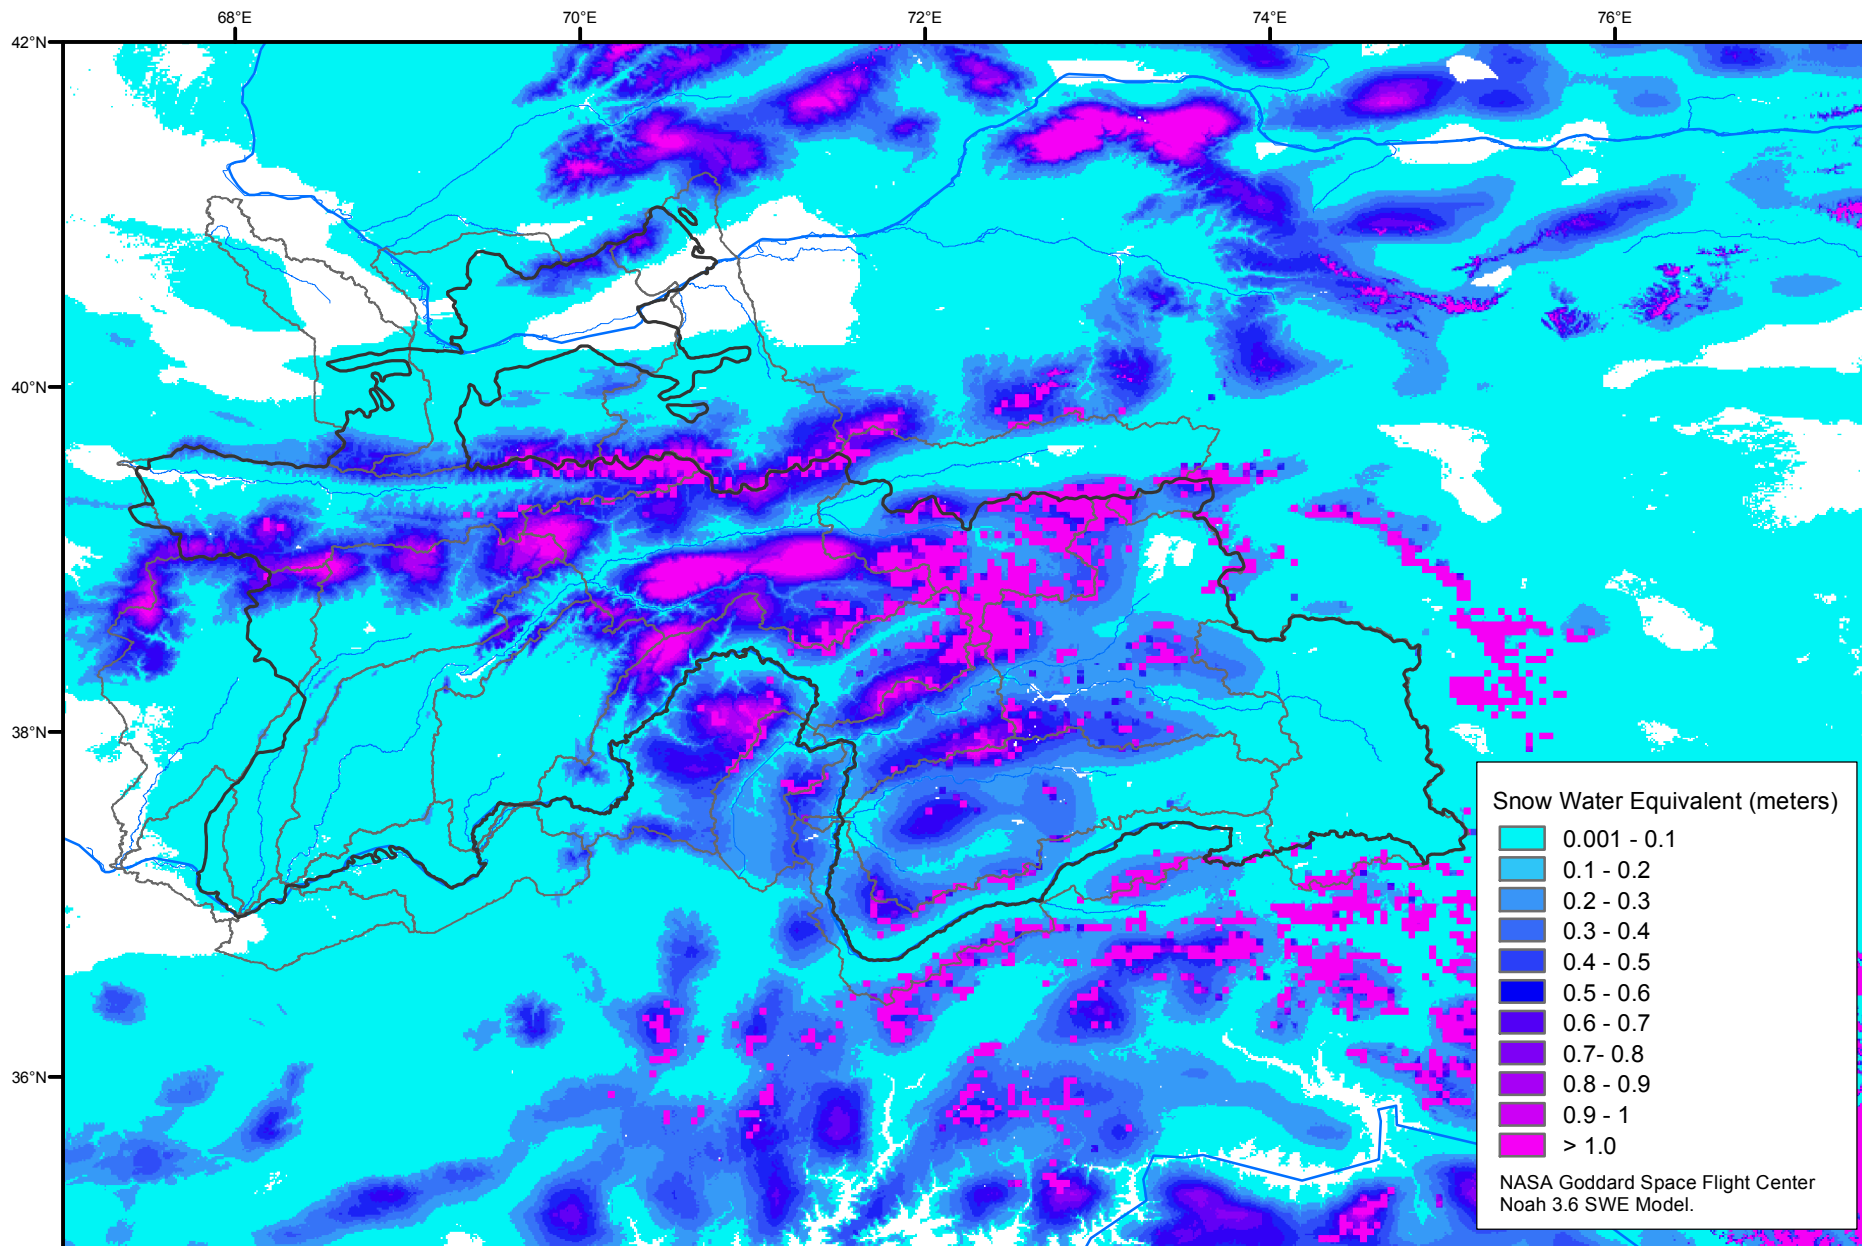 68°E 70°E 72°E 74°E 76°E
42°N
40°N
38°N
36°N
Snow Water Equivalent (meters)
0.001 - 0.1
0.1 - 0.2
0.2 - 0.3
0.3 - 0.4
0.4 - 0.5
0.5 - 0.6
0.6 - 0.7
0.7- 0.8
0.8 - 0.9
0.9 - 1
> 1.0
NASA Goddard Space Flight Center
Noah 3.6 SWE Model.